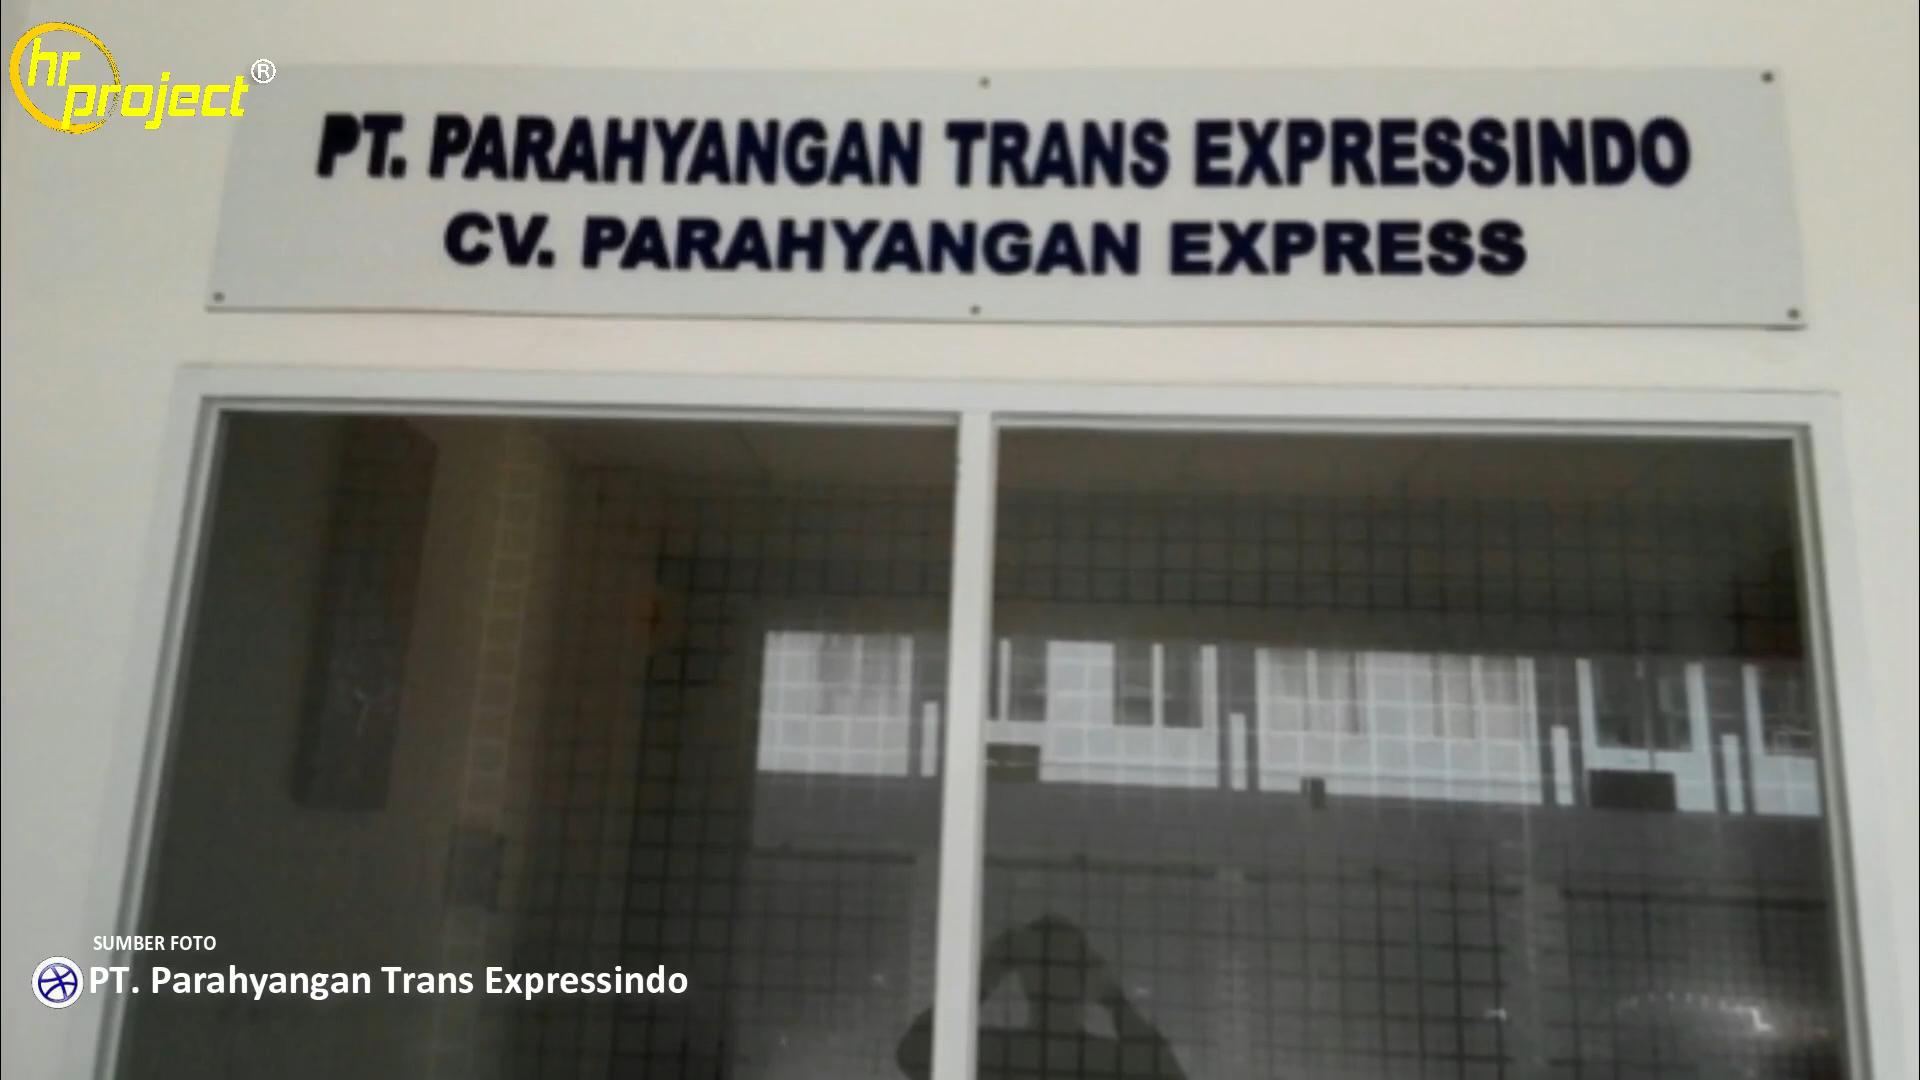 hr project®
PT. PARAHYANGAN TRANS EXPRESSINDO
CV. PARAHYANGAN EXPRESS
SUMBER FOTO
PT. Parahyangan Trans Expressindo